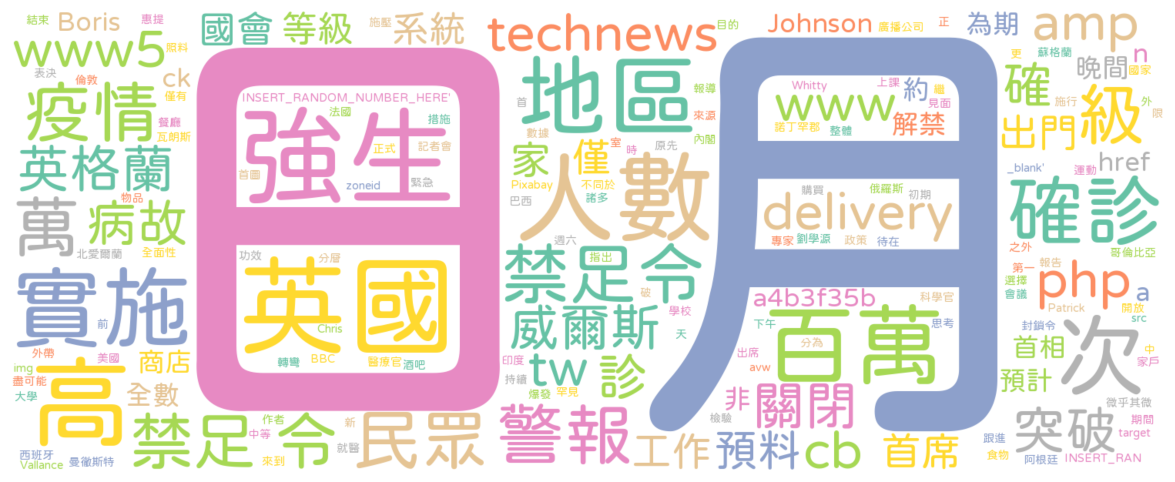 結束
Boris
惠提
國會
等級
施壓
系統
technews
目的
Johnson
廣播公司
正
為期
amp
www5
照料
表決
倫敦
ck
僅有
疫情
餐廳
瓦朗斯
INSERT_RANDOM_NUMBER_HERE'
法國
措施
強生
正式
記者會
首圖
zoneid
緊急
日
地區
首
報導
數據
來源
內閣
家
僅
室
時
原先
Pixabay
不同於
巴西
諸多
人數
月
Whitty
上課
www
約
繼
見面
解禁
諾丁罕郡
整體
購買
俄羅斯
初期
delivery
專家
劉學源
政策
待在
更
蘇格蘭
晚間
n
國家
確
級
施行
外
限
出門
_blank'
運動
href
確診
之外
哥倫比亞
英格蘭
物品
萬
病故
北愛爾蘭
全面性
實施
前
功效
分層
英國
Chris
轉彎
BBC
醫療官
酒吧
週六
指出
禁足令
破
威爾斯
學校
天
印度
tw
診
持續
爆發
罕見
a4b3f35b
科學官
下午
百萬
思考
分為
出席
avw
非
關閉
檢驗
第一
報告
選擇
php
a
會議
Patrick
開放
src
封鎖令
次
首相
中
家戶
預計
微乎其微
外帶
美國
商店
img
盡可能
大學
高
全數
禁足令
作者
中等
新
就醫
來到
民眾
警報
工作
預料
cb
首席
跟進
食物
突破
期間
target
阿根廷
INSERT_RAN
西班牙
Vallance
曼徹斯特